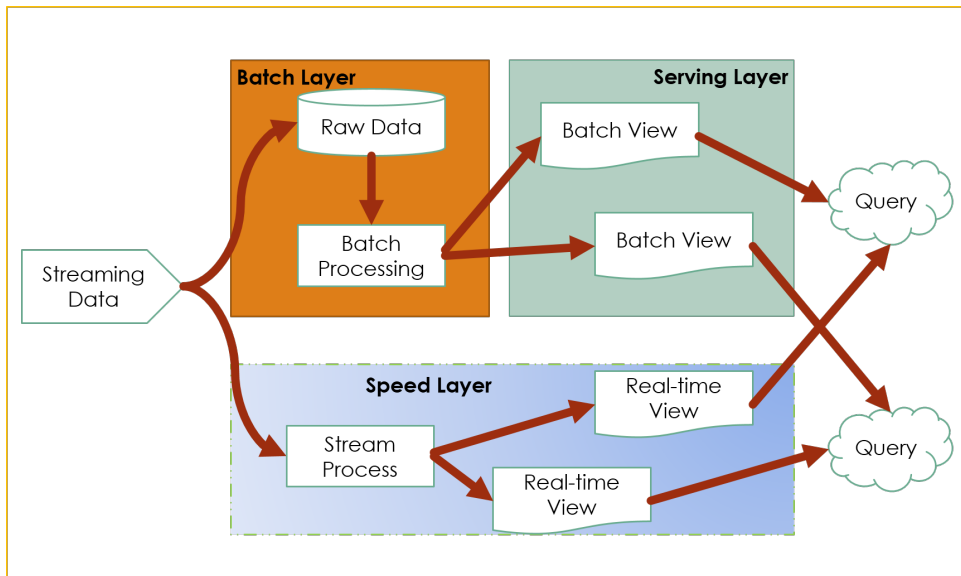 Batch Layer
Raw Data
Batch
Processing
Serving Layer
Batch View
Batch View
Query
Streaming
Data
Speed Layer
Stream
Process
Real-time
View
Real-time
View
Query